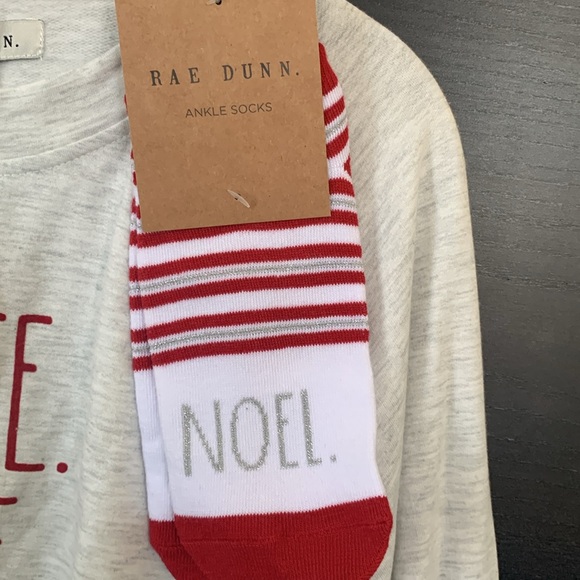 N.
RAE DUNN.
ANKLE SOCKS
E.
NOEL.